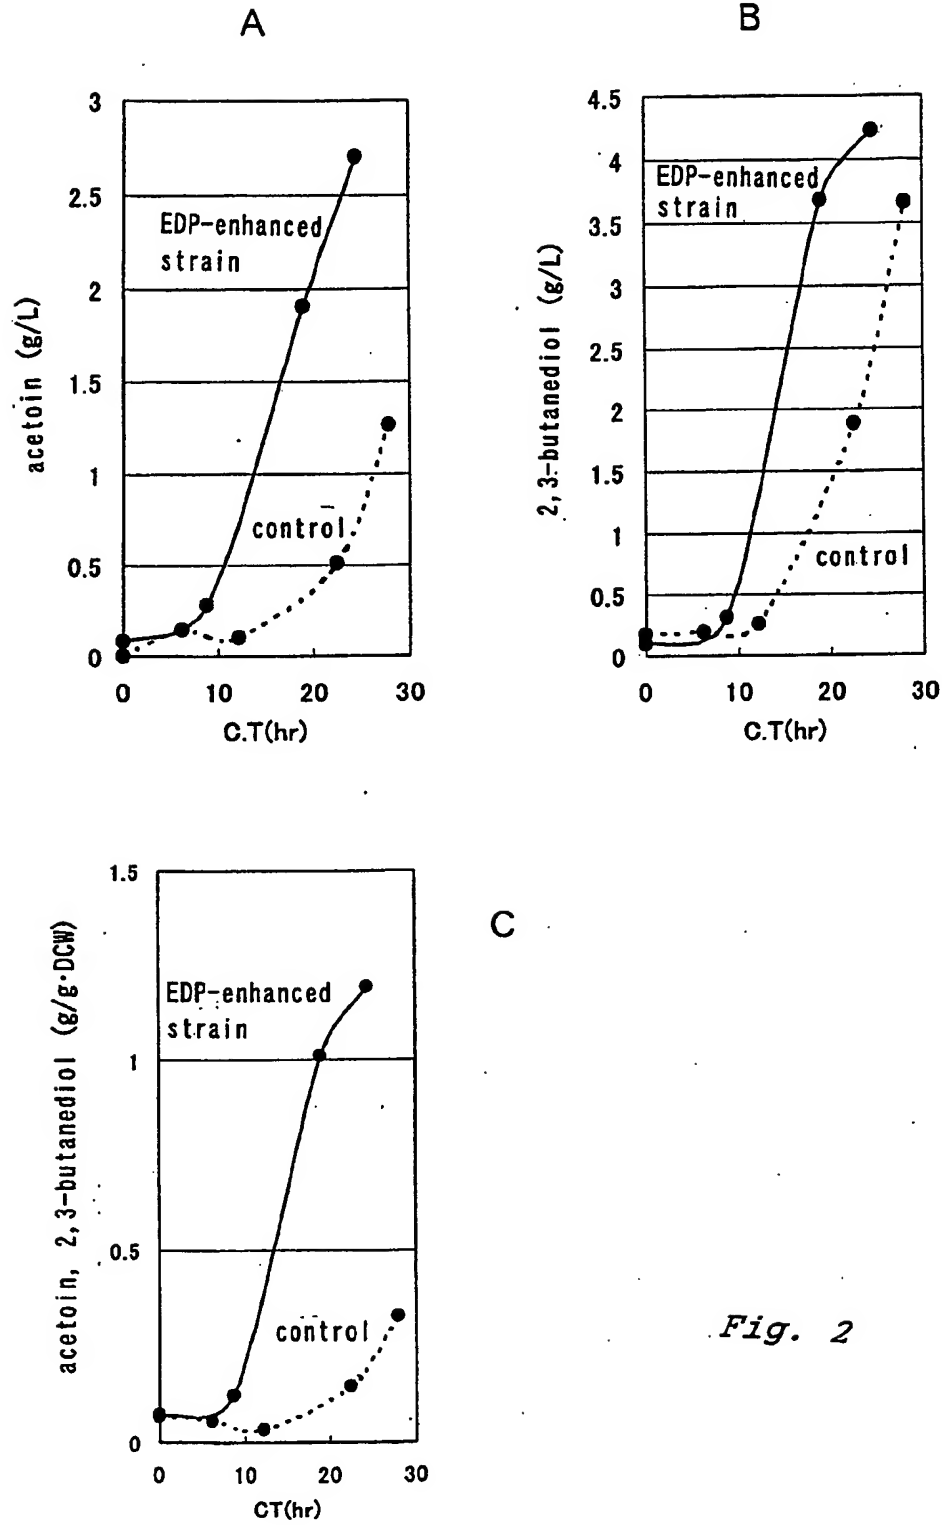 A
3
2.5
2
1.5
1
0.5
0
acetoin (g/L)
EDP-enhanced
strain
control
0 10 20 30
C.T(hr)
B
4.5
4
3.5
3
2.5
2
1.5
1
0.5
0
2,3-butanediol (g/L)
EDP-enhanced
strain
control
0 10 20 30
C.T(hr)
C
1.5
1
0.5
0
acetoin, 2,3-butanediol (g/g·DCW)
EDP-enhanced
strain
control
0 10 20 30
CT(hr)
Fig. 2